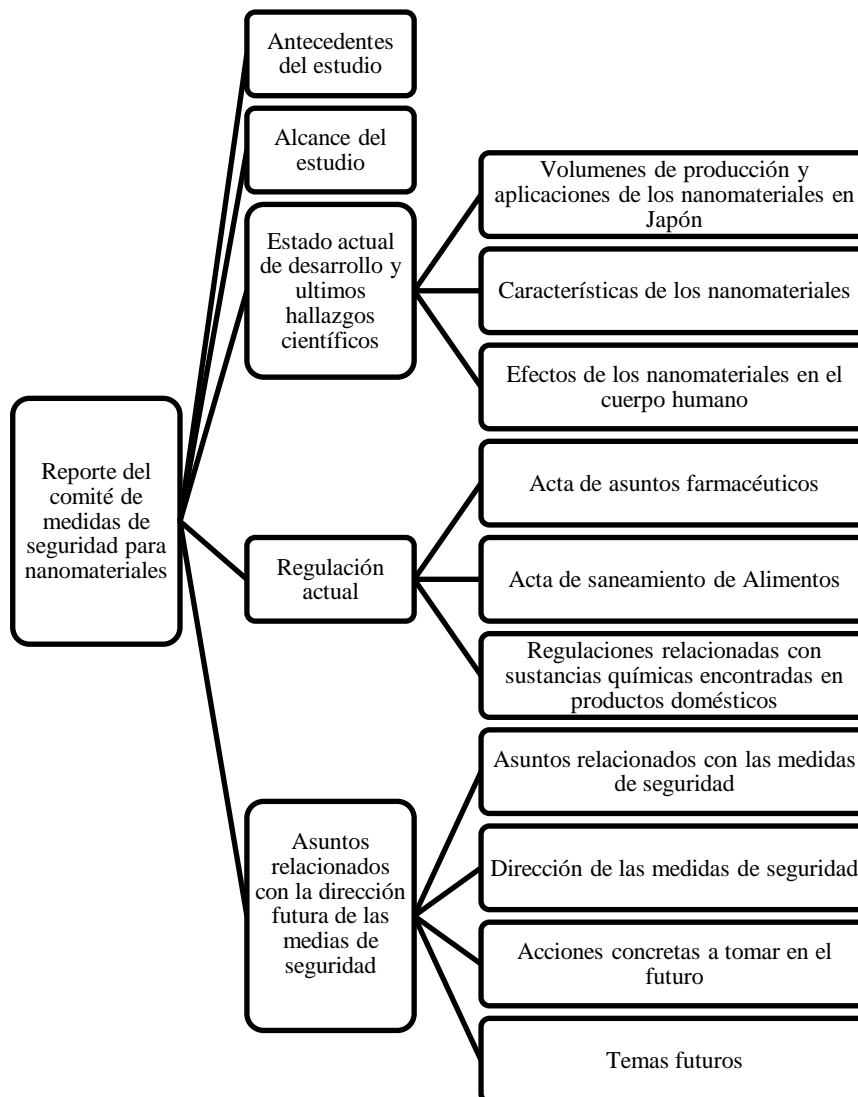 Antecedentes
del estudio
Alcance del
estudio
Estado actual
de desarrollo y
ultimos
hallazgos
científicos
Volumenes de producción y
aplicaciones de los nanomateriales en
Japón
Características de los nanomateriales
Efectos de los nanomateriales en el
cuerpo humano
Reporte del
comité de
medidas de
seguridad para
nanomateriales
Regulación
actual
Acta de asuntos farmacéuticos
Acta de saneamiento de Alimentos
Regulaciones relacionadas con
sustancias químicas encontradas en
productos domésticos
Asuntos
relacionados
con la dirección
futura de las
medias de
seguridad
Asuntos relacionados con las medidas
de seguridad
Dirección de las medidas de seguridad
Acciones concretas a tomar en el
futuro
Temas futuros